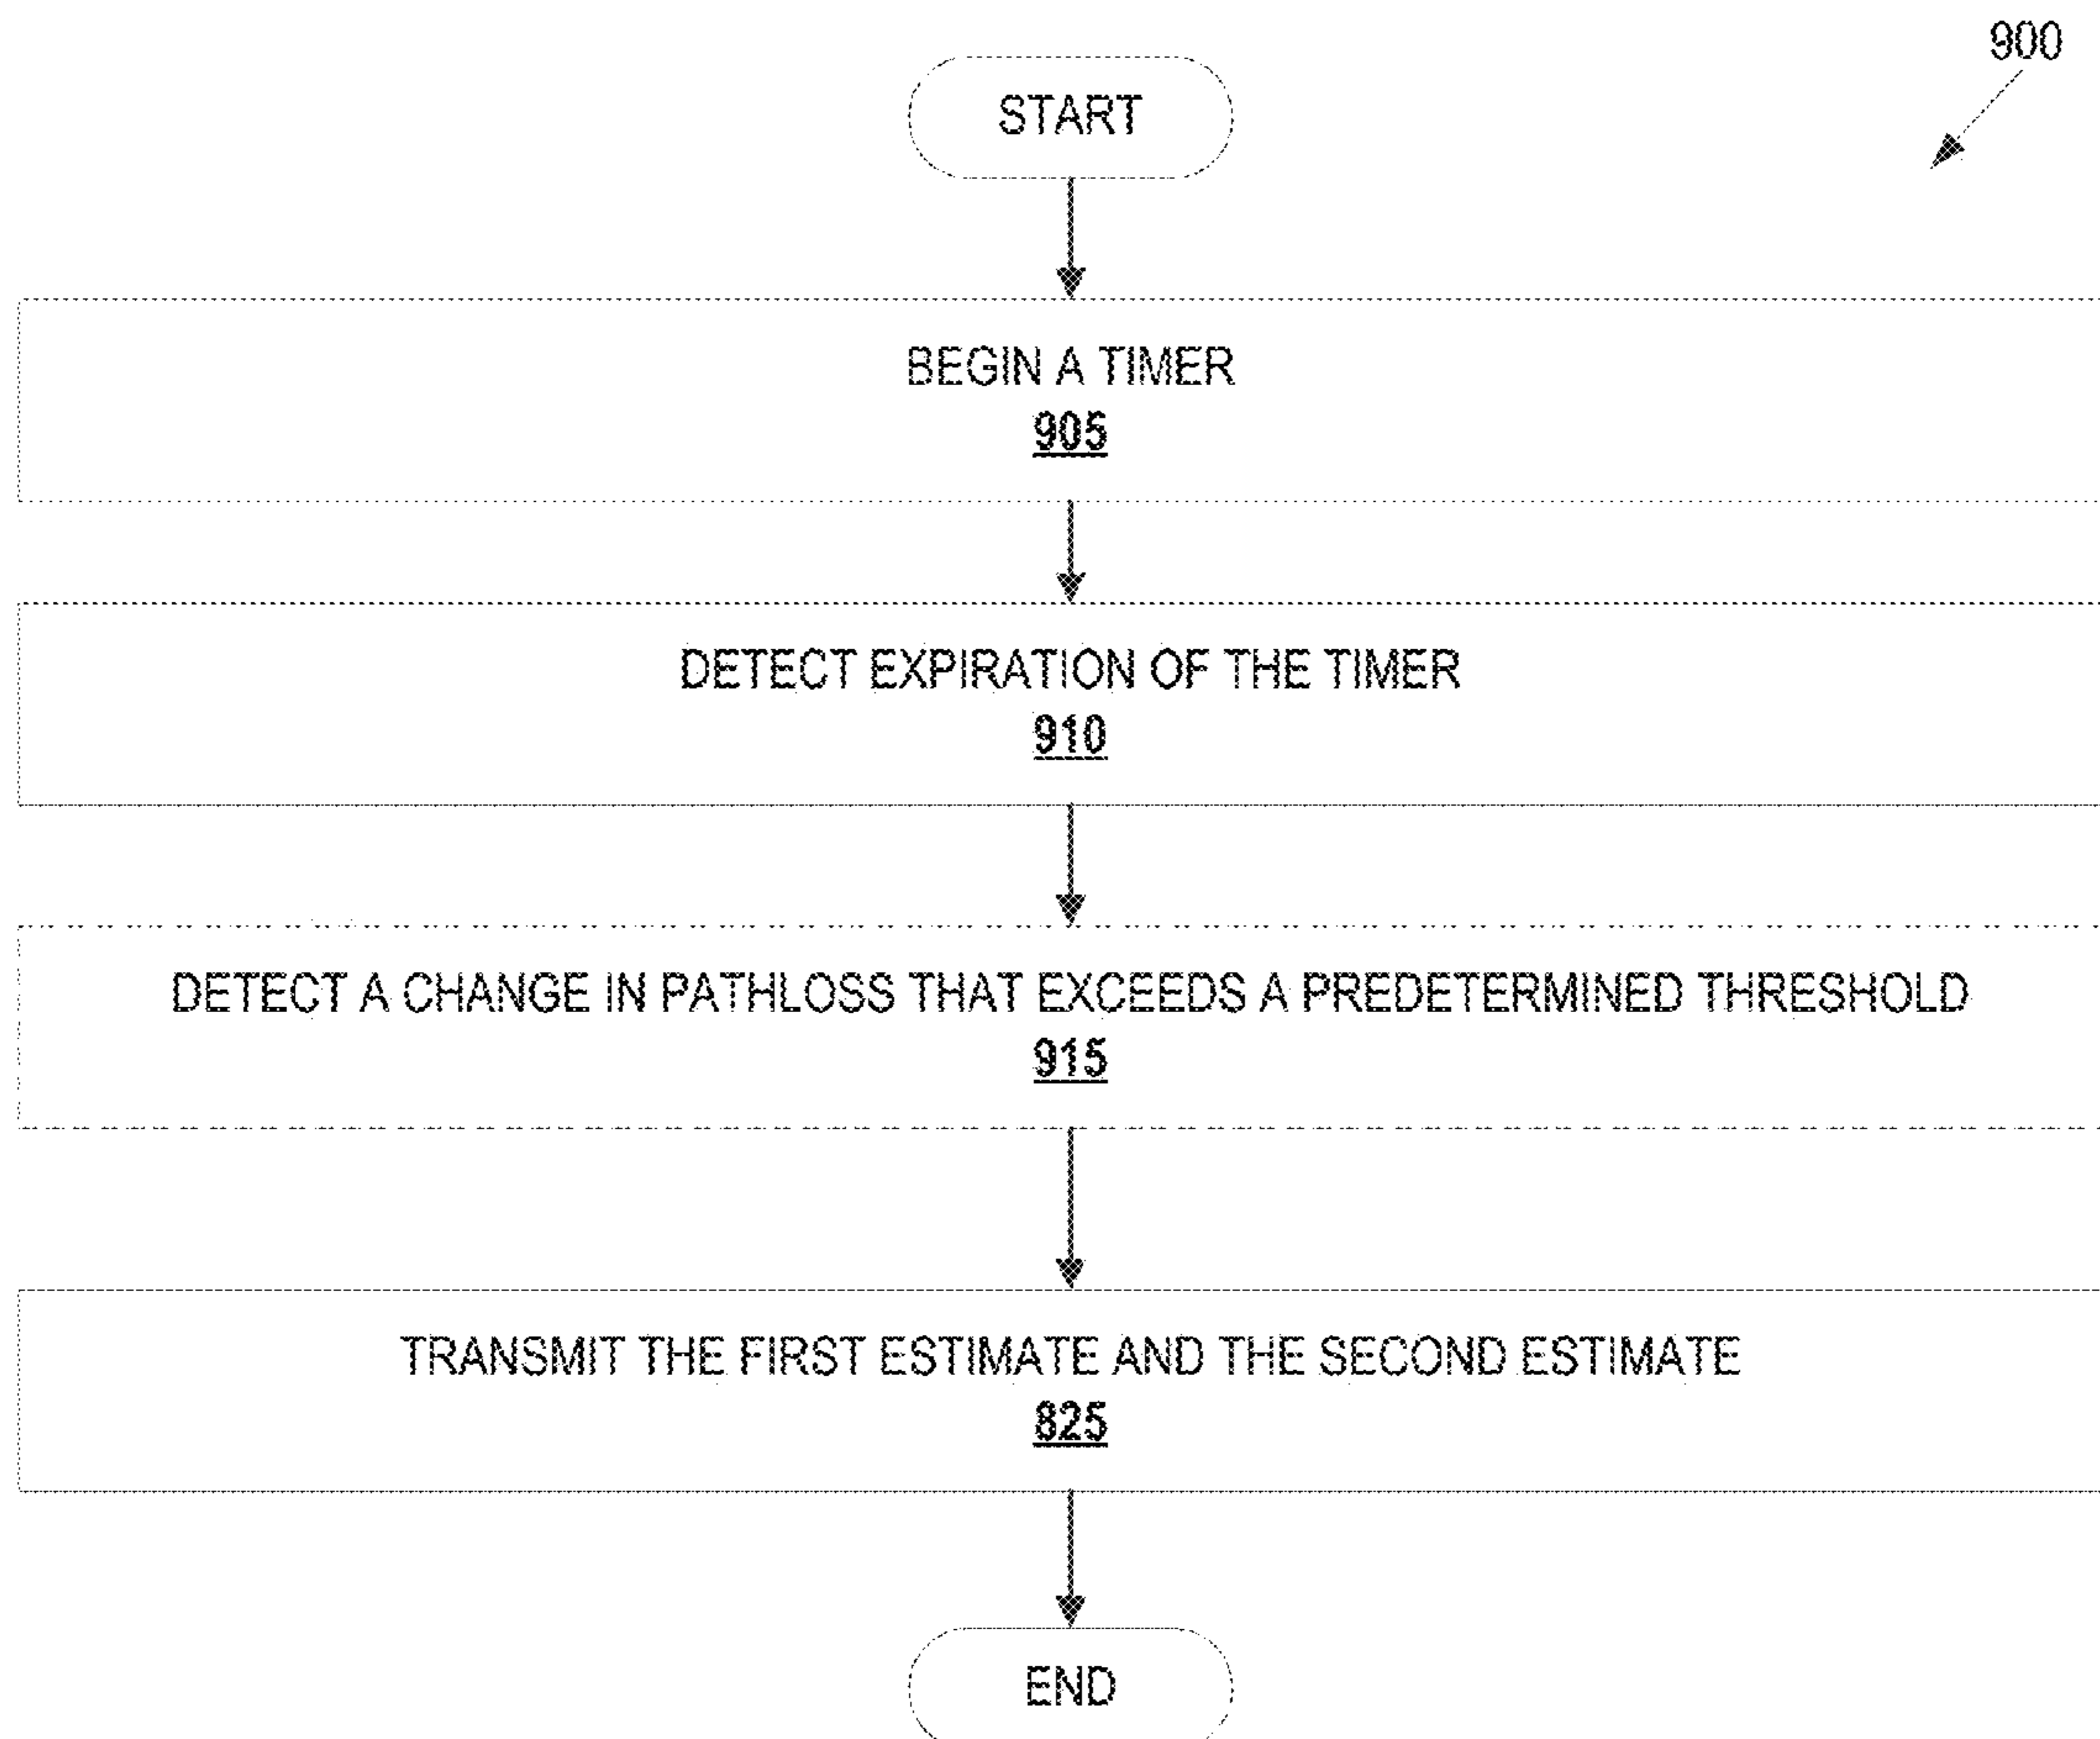 900
START
BEGIN A TIMER
905
DETECT EXPIRATION OF THE TIMER
910
DETECT A CHANGE IN PATHLOSS THAT EXCEEDS A PREDETERMINED THRESHOLD
915
TRANSMIT THE FIRST ESTIMATE AND THE SECOND ESTIMATE
825
END